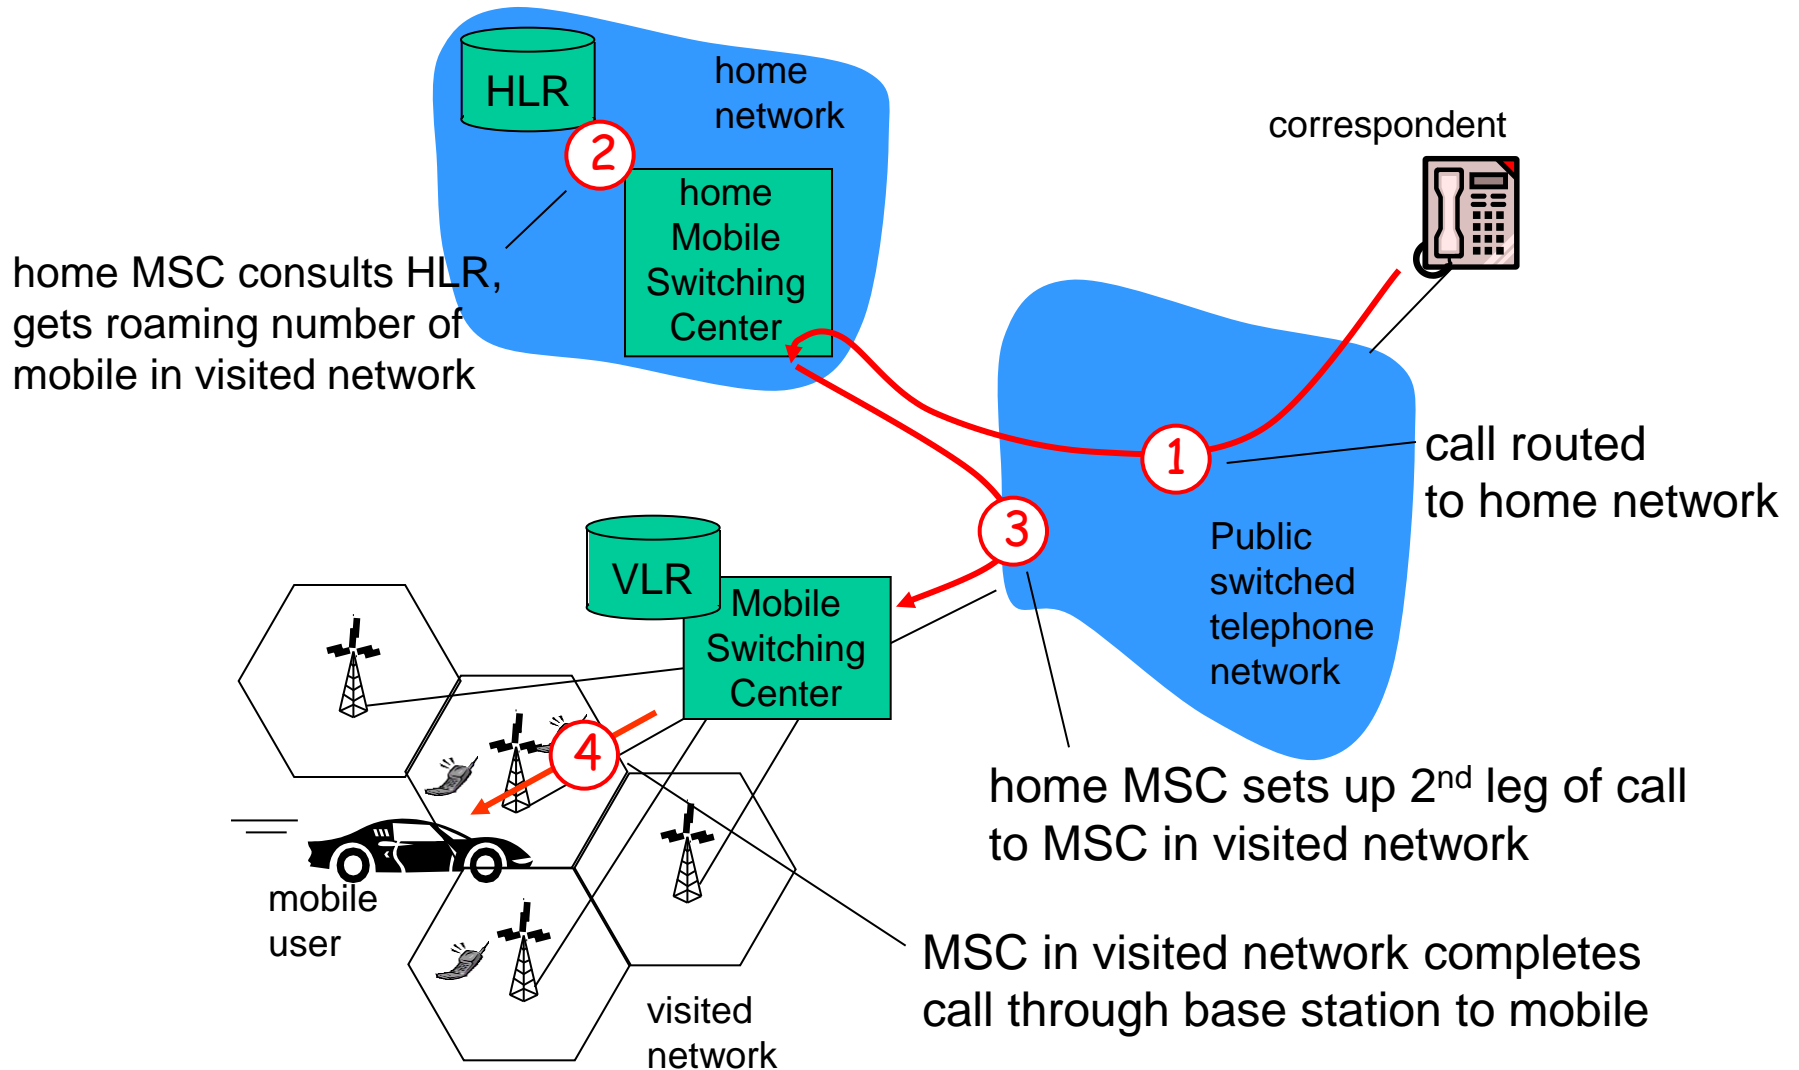 HLR
home
network
2
home
Mobile
Switching
Center
correspondent
home MSC consults HLR,
gets roaming number of
mobile in visited network
1
call routed
to home network
3
Public
switched
telephone
network
VLR
Mobile
Switching
Center
4
home MSC sets up 2nd leg of call
to MSC in visited network
mobile
user
MSC in visited network completes
call through base station to mobile
visited
network